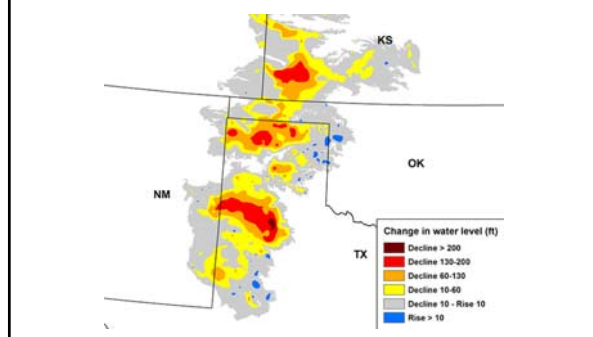 KS
OK
NM
TX
Change in water level (ft)
Decline > 200
Decline 130-200
Decline 60-130
Decline 10-60
Decline 10 - Rise 10
Rise > 10